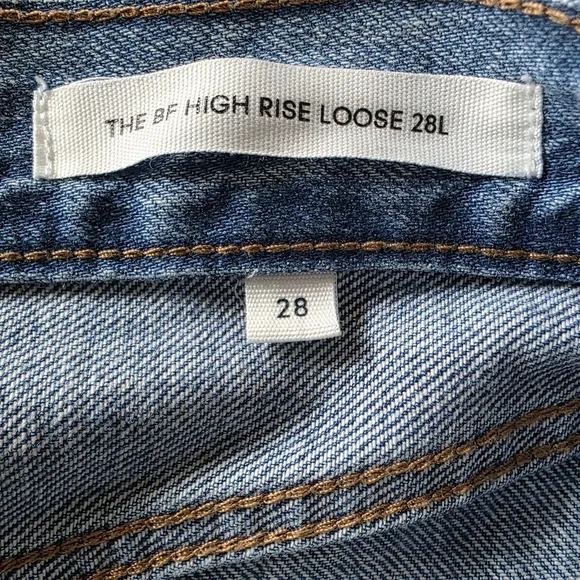 THE BF HIGH RISE LOOSE 28L
28